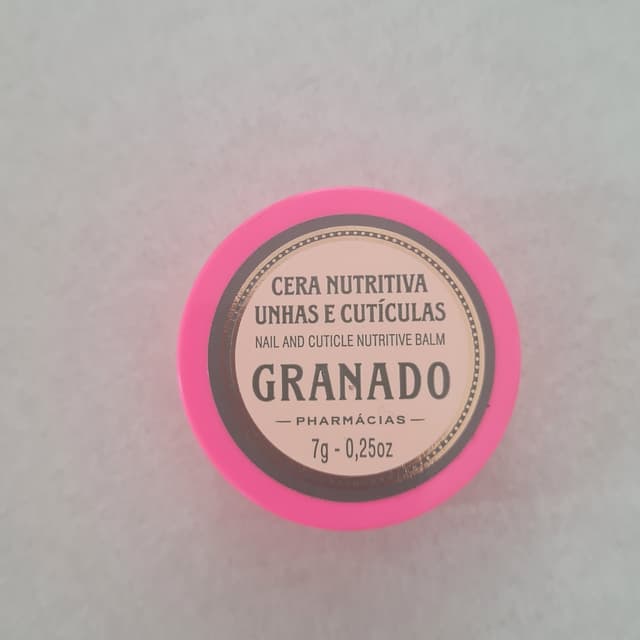 CERA NUTRITIVA
UNHAS E CUTÍCULAS
NAIL AND CUTICLE NUTRITIVE BALM
GRANADO
— PHARMÁCIAS —
7g - 0,25oz